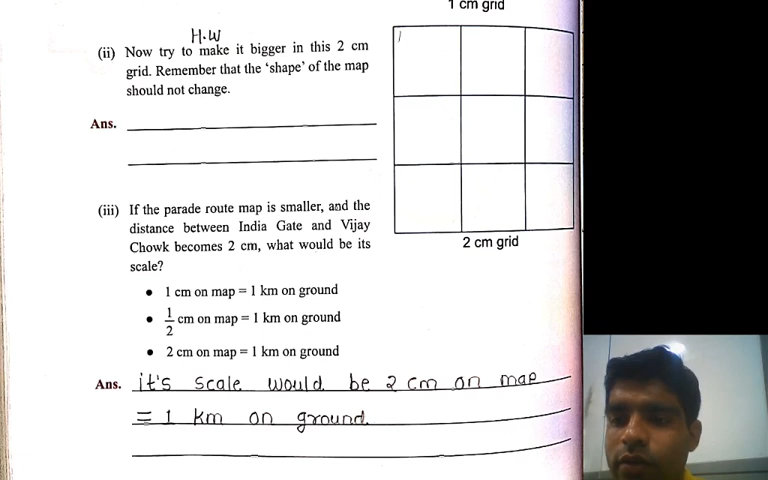 1 cm grid
H.W
(ii) Now try to make it bigger in this 2 cm
grid. Remember that the ‘shape’ of the map
should not change.
Ans.
2 cm grid
(iii) If the parade route map is smaller, and the
distance between India Gate and Vijay
Chowk becomes 2 cm, what would be its
scale?
• 1 cm on map = 1 km on ground
• 1/2 cm on map = 1 km on ground
• 2 cm on map = 1 km on ground
Ans. it's scale would be 2 cm on map
= 1 km on ground.